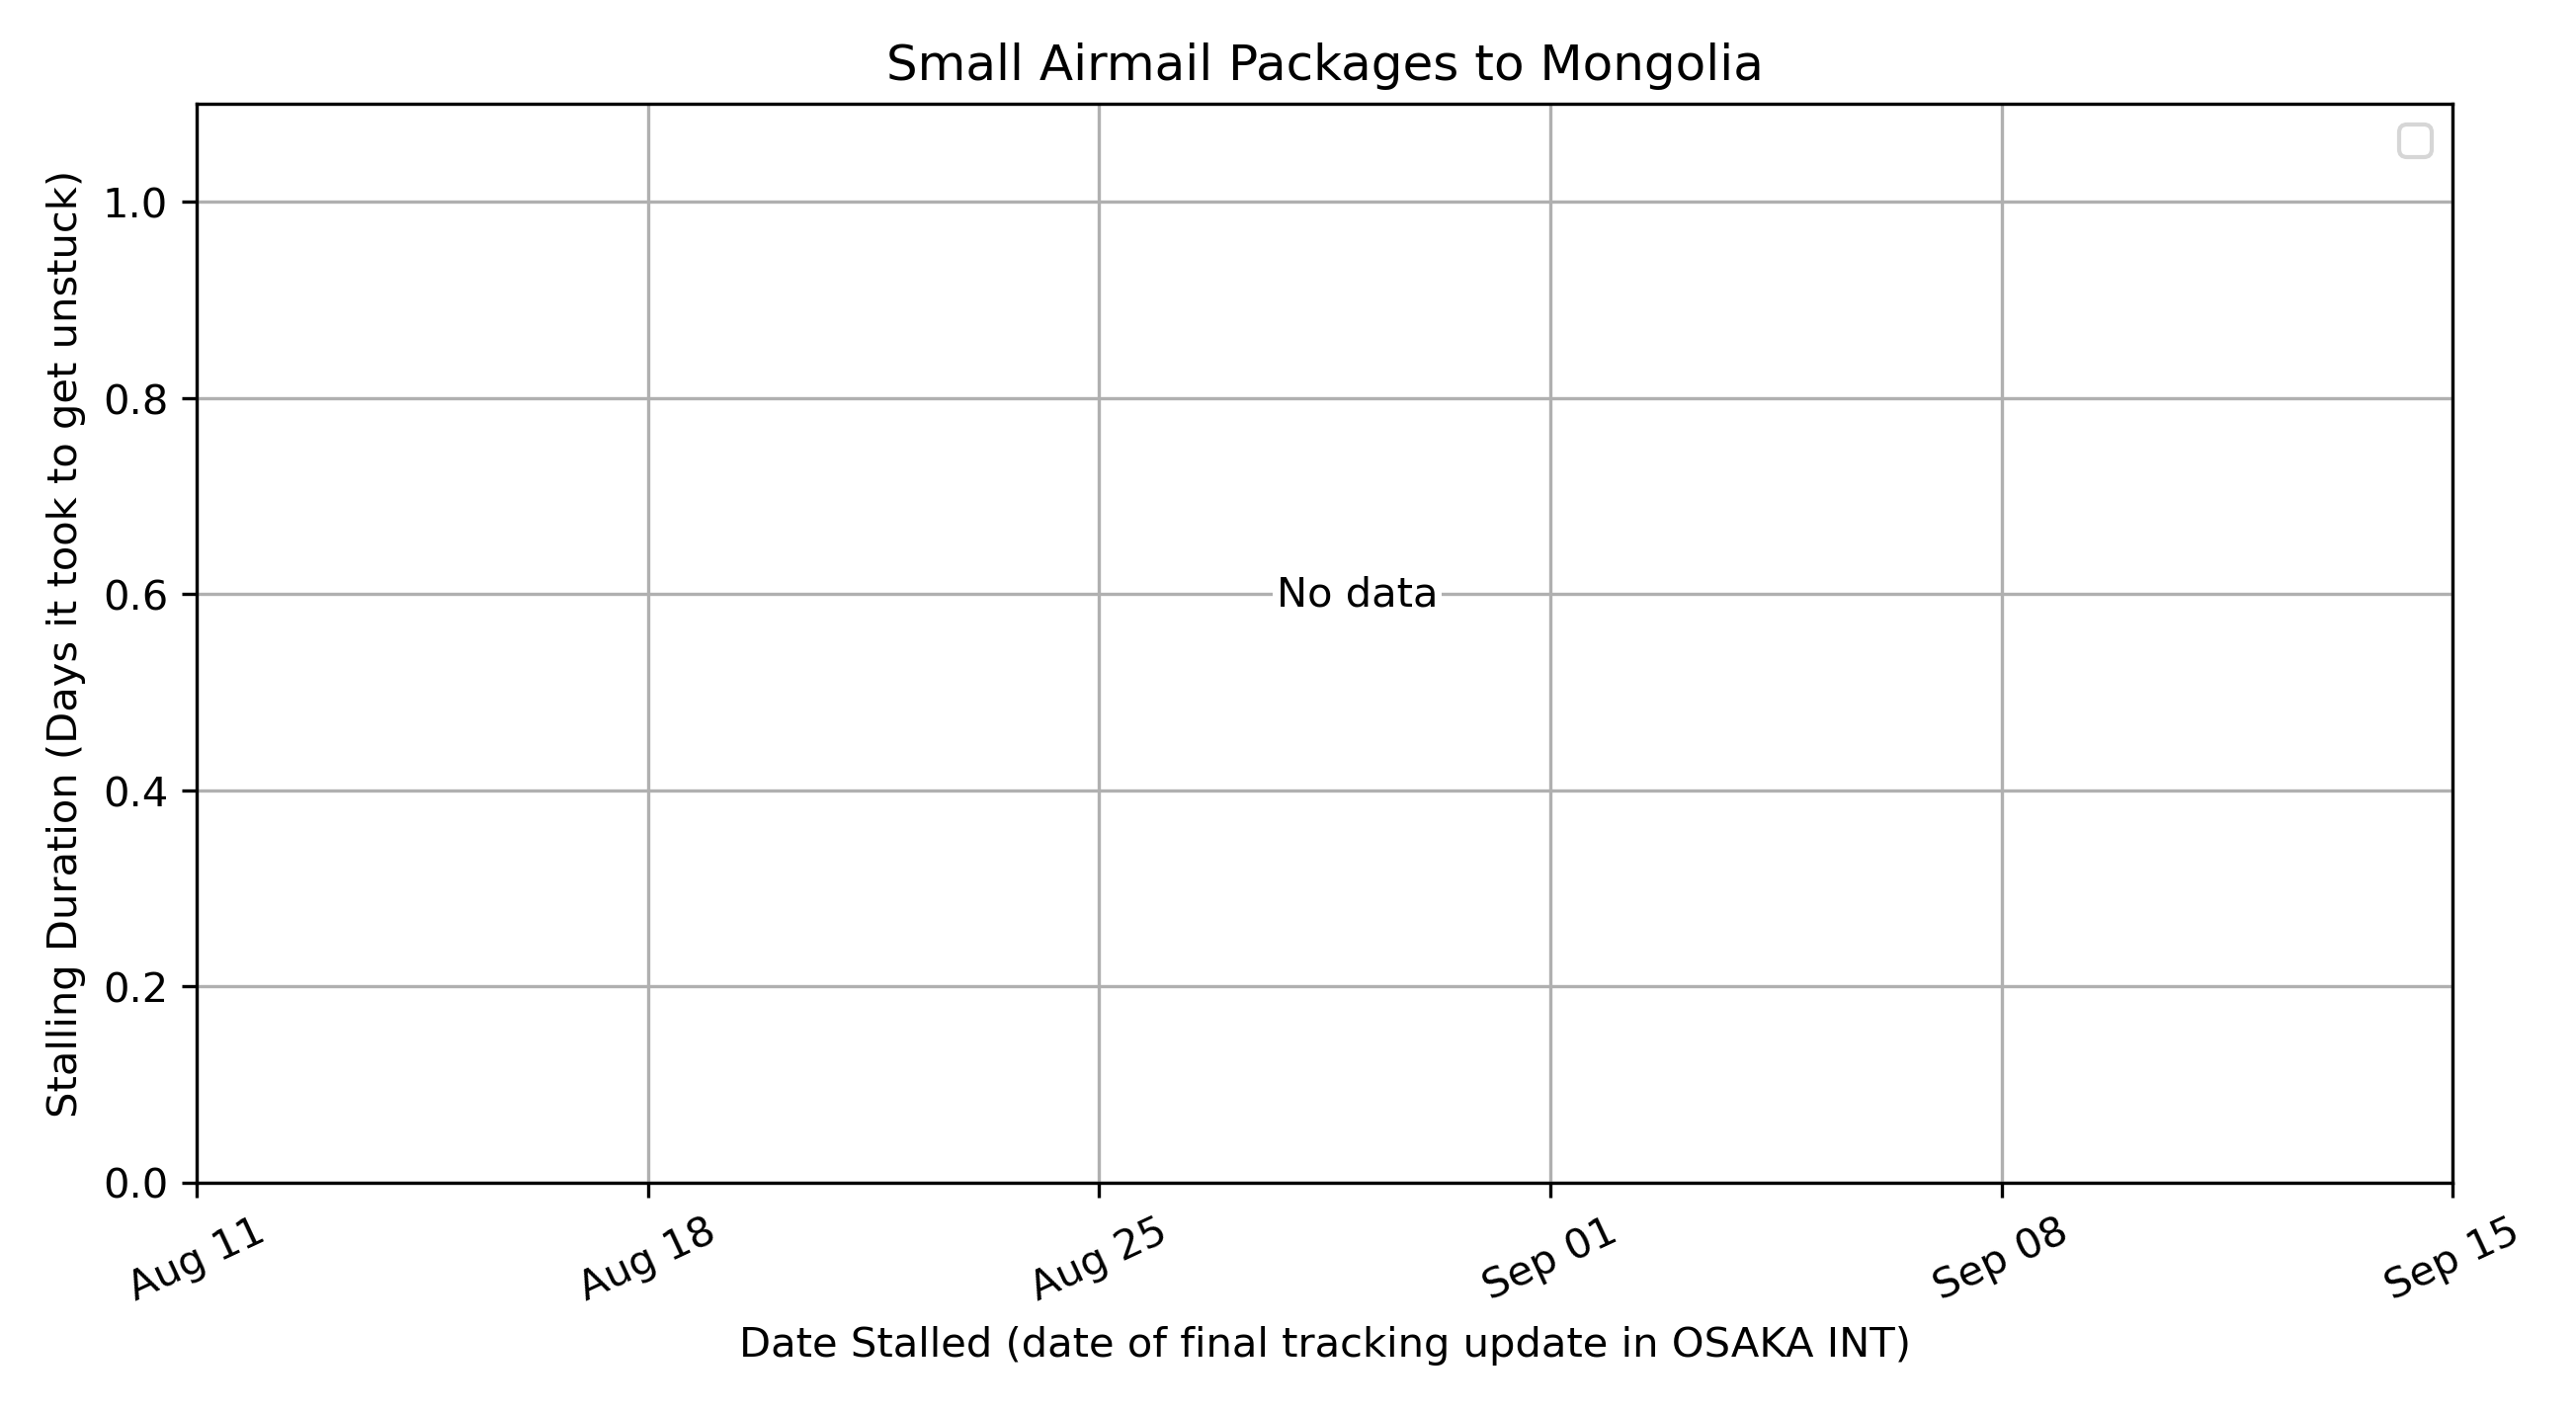 Small Airmail Packages to Mongolia
Stalling Duration (Days it took to get unstuck)
1.0
0.8
0.6
0.4
0.2
0.0
No data
Aug 11
Aug 18
Aug 25
Sep 01
Sep 08
Sep 15
Date Stalled (date of final tracking update in OSAKA INT)